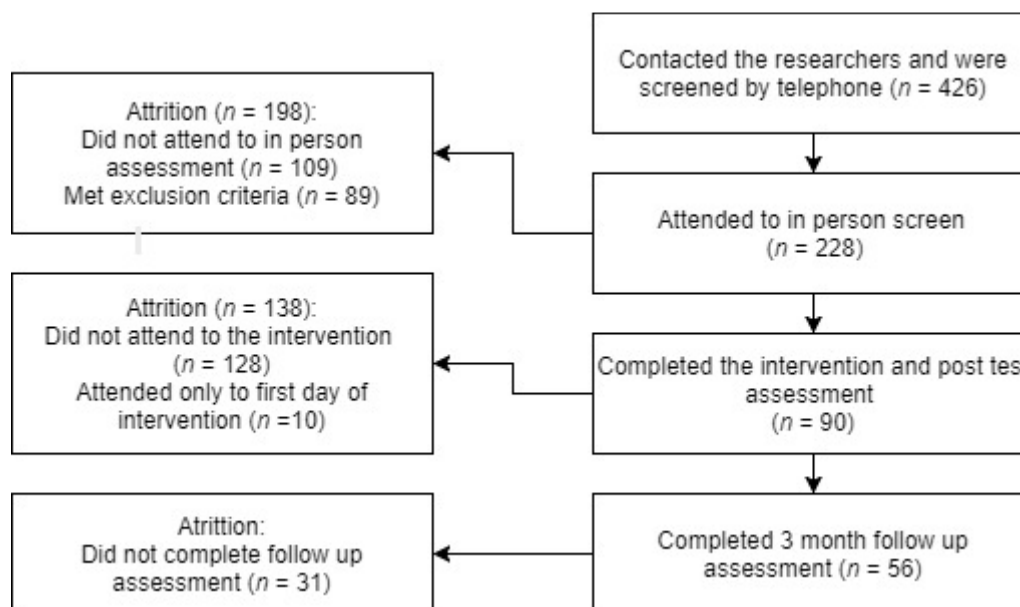 Contacted the researchers and were
screened by telephone (n = 426)
Attrition (n = 198):
Did not attend to in person
assessment (n = 109)
Met exclusion criteria (n = 89)
Attended to in person screen
(n = 228)
Attrition (n = 138):
Did not attend to the intervention
(n = 128)
Attended only to first day of
intervention (n =10)
Completed the intervention and post test
assessment
(n = 90)
Atrittion:
Did not complete follow up
assessment (n = 31)
Completed 3 month follow up
assessment (n = 56)